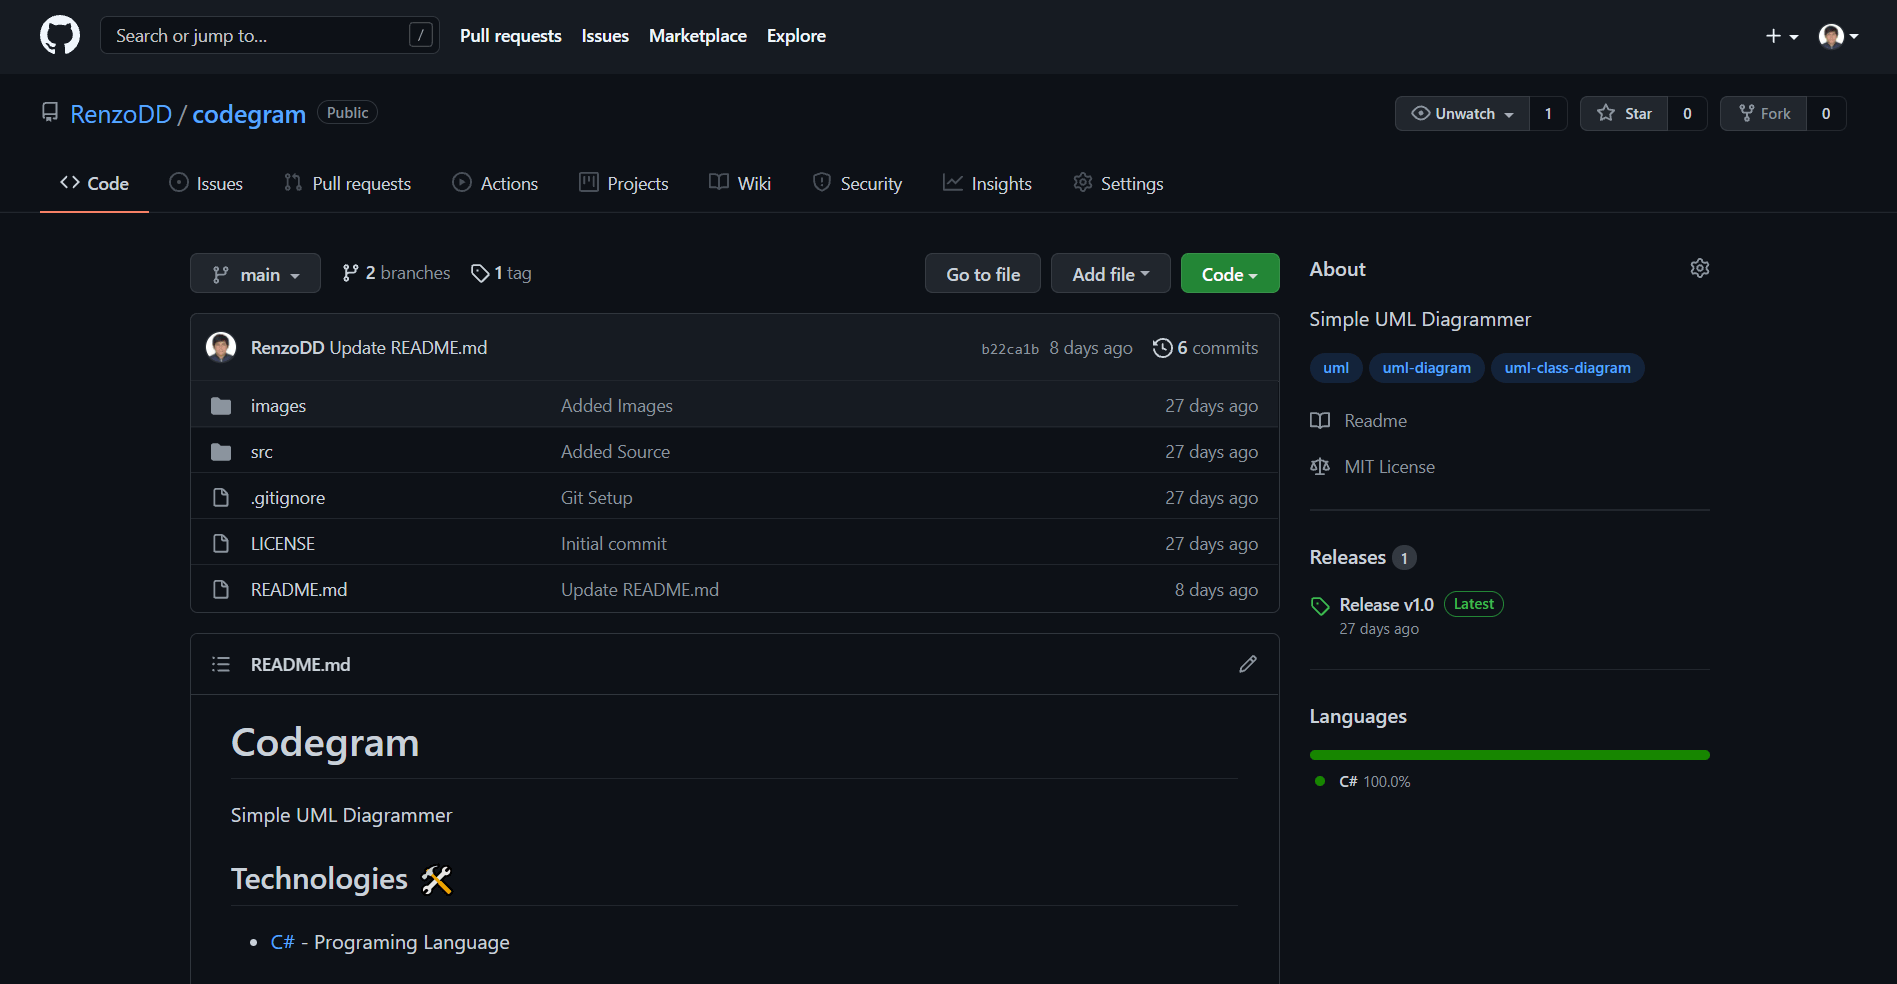 Search or jump to... /
Pull requests Issues Marketplace Explore
RenzoDD / codegram Public
Unwatch 1 Star 0 Fork 0
Code Issues Pull requests Actions Projects Wiki Security Insights Settings
main 2 branches 1 tag
Go to file Add file Code
RenzoDD Update README.md b22ca1b 8 days ago 6 commits
images Added Images 27 days ago
src Added Source 27 days ago
.gitignore Git Setup 27 days ago
LICENSE Initial commit 27 days ago
README.md Update README.md 8 days ago
README.md
Codegram
Simple UML Diagrammer
Technologies
C# - Programing Language
About
Simple UML Diagrammer
uml uml-diagram uml-class-diagram
Readme
MIT License
Releases 1
Release v1.0 Latest
27 days ago
Languages
C# 100.0%